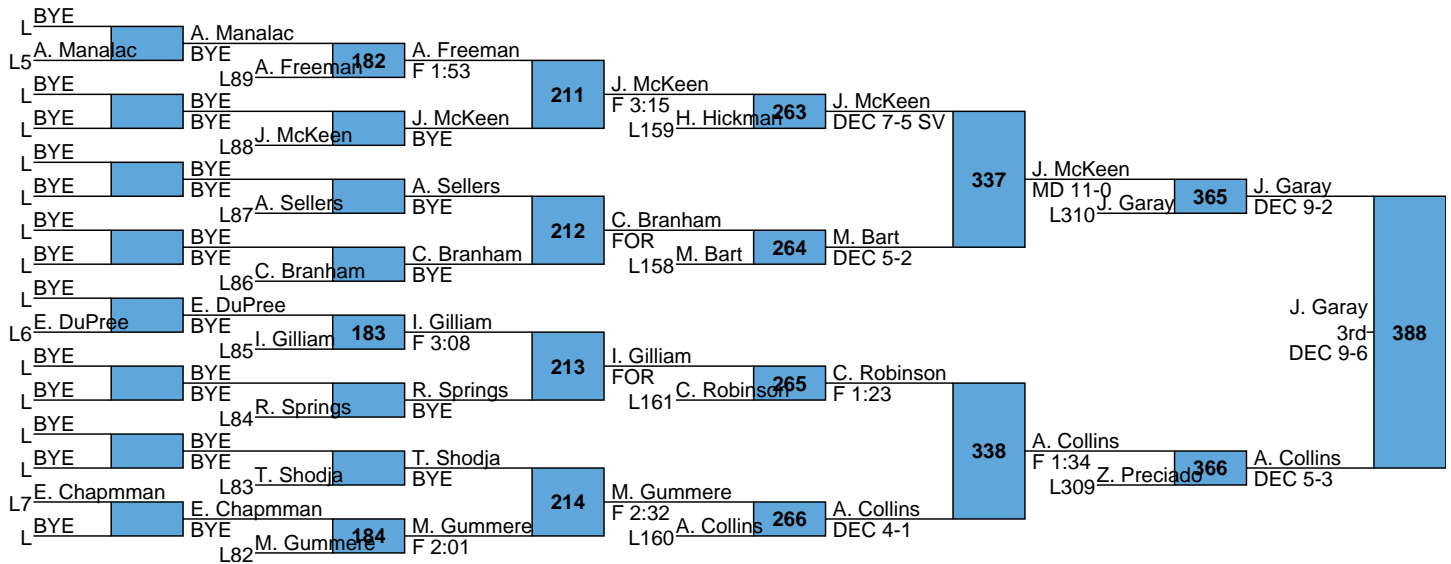 BYE
L
A. Manalac
L5
A. Manalac
BYE
182
A. Freeman
L89
A. Freeman
F 1:53
BYE
L
BYE
L
BYE
BYE
J. McKeen
L88
J. McKeen
BYE
211
J. McKeen
F 3:15
H. Hickman
L159
263
J. McKeen
DEC 7-5 SV
BYE
L
BYE
L
BYE
BYE
A. Sellers
L87
A. Sellers
BYE
BYE
L
BYE
L
BYE
BYE
C. Branham
L86
C. Branham
BYE
212
C. Branham
FOR
M. Bart
L158
264
M. Bart
DEC 5-2
337
J. McKeen
MD 11-0
J. Garay
L310
365
J. Garay
DEC 9-2
BYE
L
E. DuPree
L6
E. DuPree
BYE
183
I. Gilliam
L85
I. Gilliam
F 3:08
BYE
L
BYE
L
BYE
BYE
R. Springs
L84
R. Springs
BYE
213
I. Gilliam
FOR
C. Robinson
L161
265
C. Robinson
F 1:23
BYE
L
BYE
L
BYE
BYE
T. Shodja
L83
T. Shodja
BYE
E. Chapmman
L7
BYE
L
E. Chapmman
BYE
184
M. Gummere
L82
M. Gummere
F 2:01
214
M. Gummere
F 2:32
A. Collins
L160
266
A. Collins
DEC 4-1
338
A. Collins
F 1:34
Z. Preciado
L309
366
A. Collins
DEC 5-3
J. Garay
3rd
DEC 9-6
388